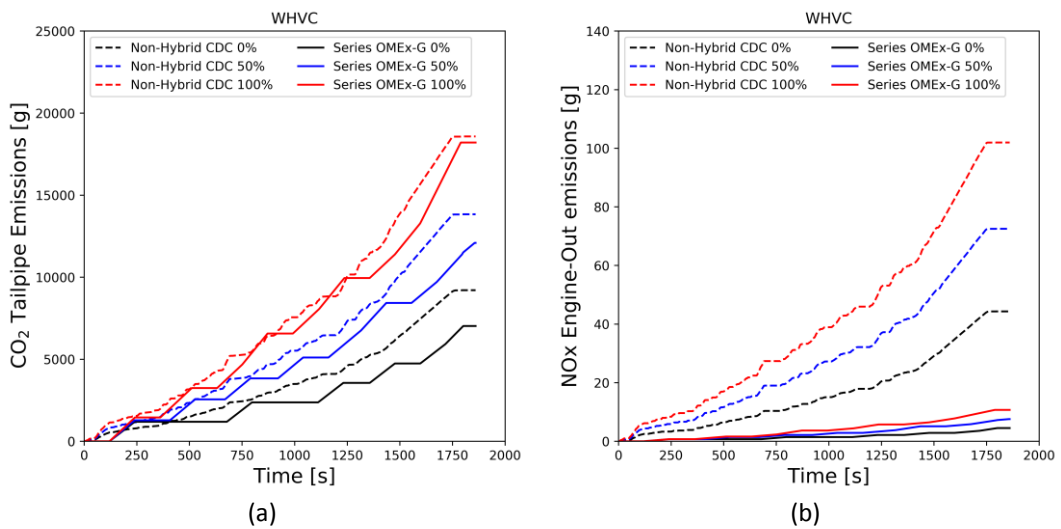 WHVC
25000
20000
15000
10000
5000
0
CO₂ Tailpipe Emissions [g]
Non-Hybrid CDC 0%
Non-Hybrid CDC 50%
Non-Hybrid CDC 100%
Series OMEx-G 0%
Series OMEx-G 50%
Series OMEx-G 100%
0 250 500 750 1000 1250 1500 1750 2000
Time [s]
(a)
WHVC
140
120
100
80
60
40
20
0
NOx Engine-Out emissions [g]
Non-Hybrid CDC 0%
Non-Hybrid CDC 50%
Non-Hybrid CDC 100%
Series OMEx-G 0%
Series OMEx-G 50%
Series OMEx-G 100%
0 250 500 750 1000 1250 1500 1750 2000
Time [s]
(b)